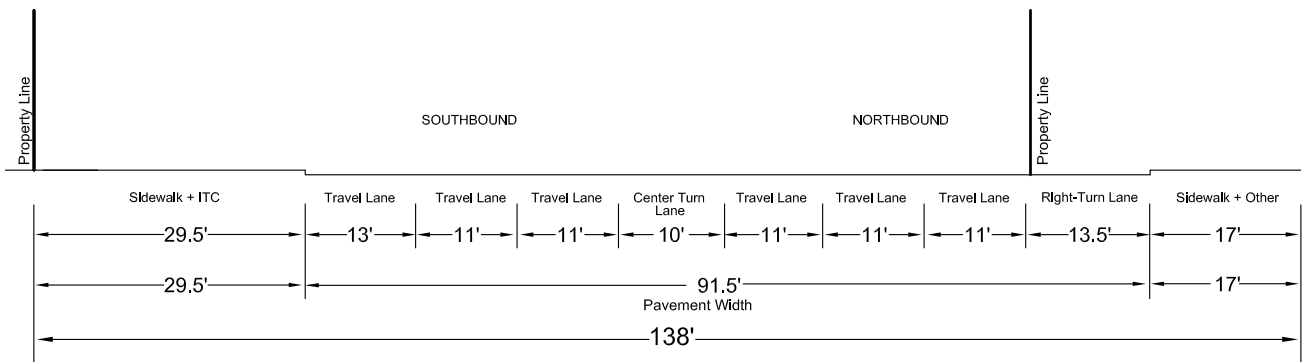 Property Line
Property Line
SOUTHBOUND
NORTHBOUND
Sidewalk + ITC
Travel Lane
Travel Lane
Travel Lane
Center Turn
Lane
Travel Lane
Travel Lane
Travel Lane
Right-Turn Lane
Sidewalk + Other
29.5'
13'
11'
11'
10'
11'
11'
11'
13.5'
17'
29.5'
91.5'
17'
Pavement Width
138'